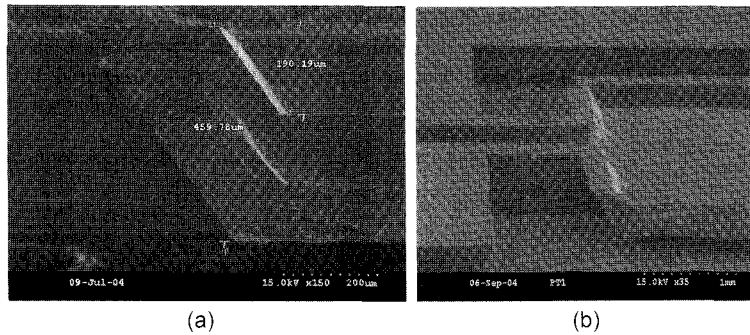 190.19um
459.78um
09-Jul-04 15.0kV x150 200um
06-Sep-04 PT1 15.0kV x35 1mm
(a) (b)